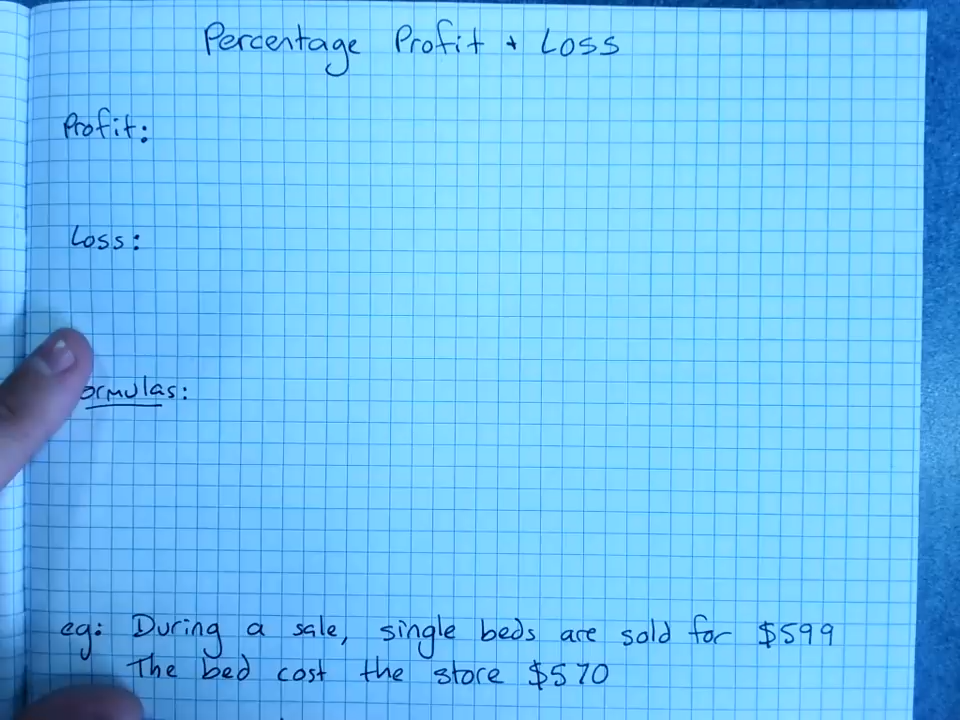 Percentage Profit + Loss
Profit:
Loss:
ormulas:
eg: During a sale, single beds are sold for $599
The bed cost the store $570